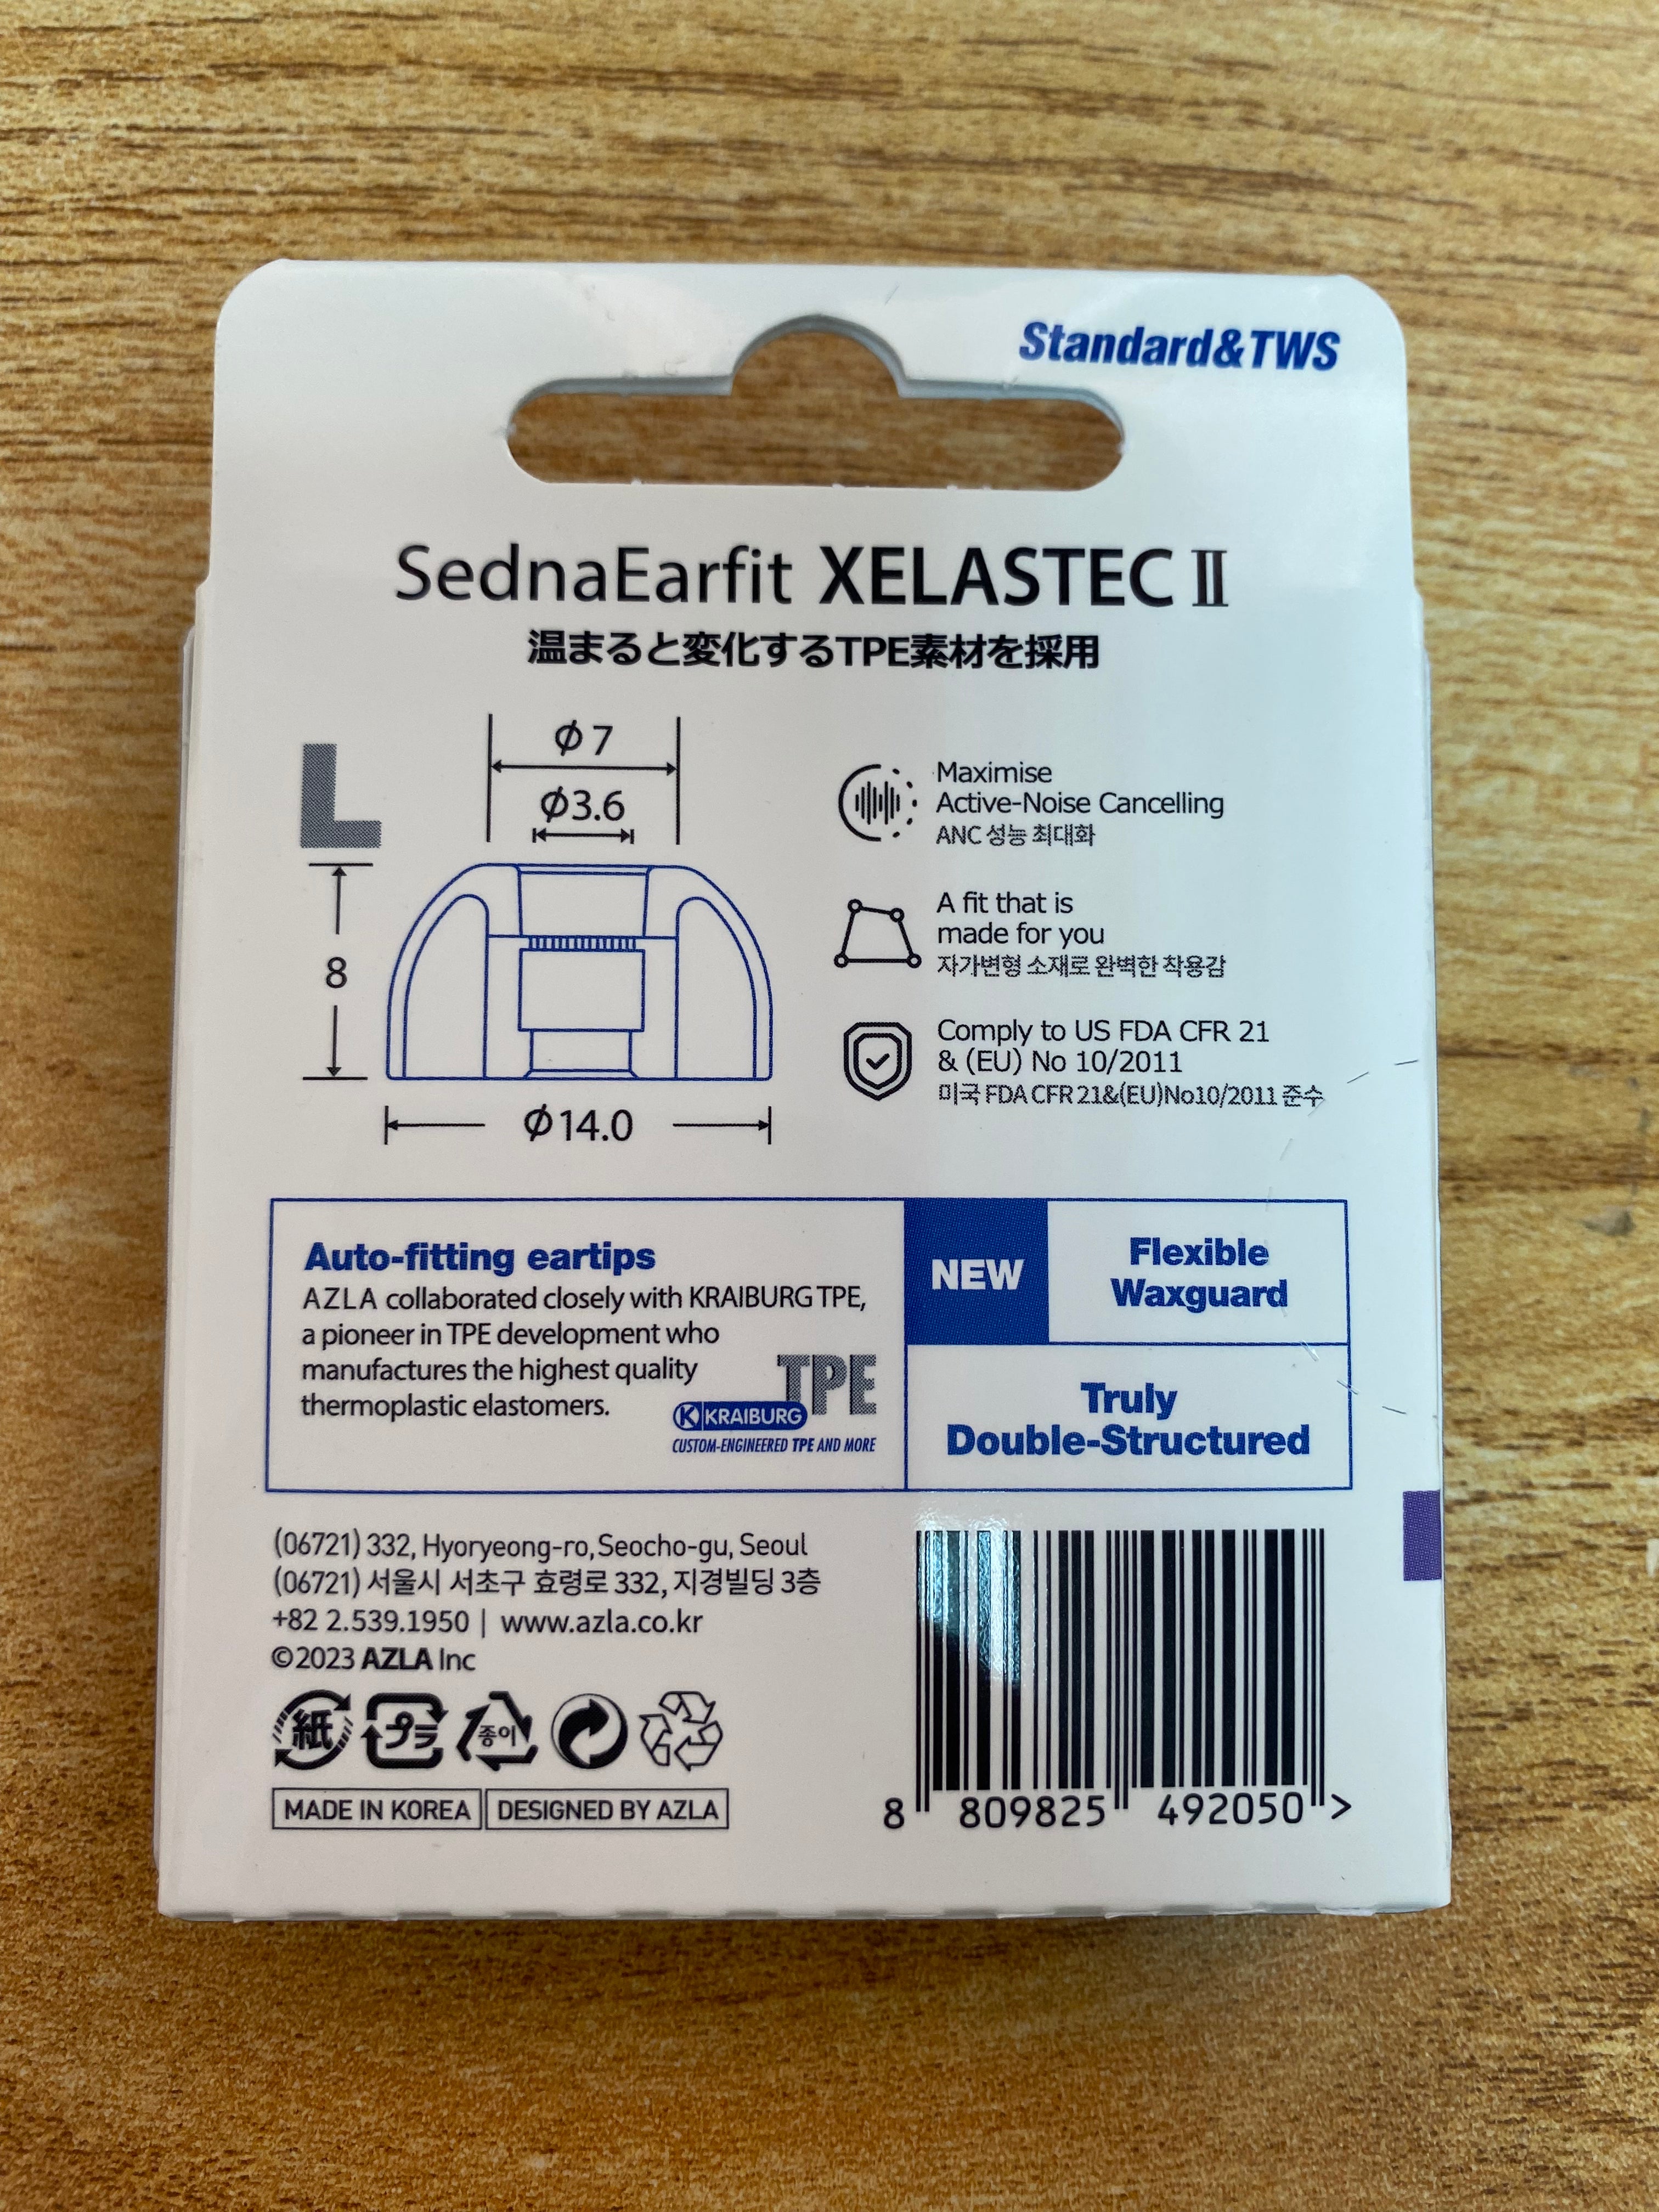 Standard&TWS
SednaEarfit XELASTEC Ⅱ
温まると変化するTPE素材を採用
L
ϕ7
ϕ3.6
8
ϕ14.0
Maximise
Active-Noise Cancelling
ANC 성능 최대화
A fit that is
made for you
자가변형 소재로 완벽한 착용감
Comply to US FDA CFR 21
& (EU) No 10/2011
미국 FDA CFR 21&(EU)No10/2011 준수
Auto-fitting eartips
AZLA collaborated closely with KRAIBURG TPE,
a pioneer in TPE development who
manufactures the highest quality
thermoplastic elastomers.
TPE
K KRAIBURG
CUSTOM-ENGINEERED TPE AND MORE
NEW
Flexible
Waxguard
Truly
Double-Structured
(06721) 332, Hyoryeong-ro, Seocho-gu, Seoul
(06721) 서울시 서초구 효령로 332, 지경빌딩 3층
+82 2.539.1950 | www.azla.co.kr
©2023 AZLA Inc
紙
プラ
종이
MADE IN KOREA
DESIGNED BY AZLA
8 809825 492050 >